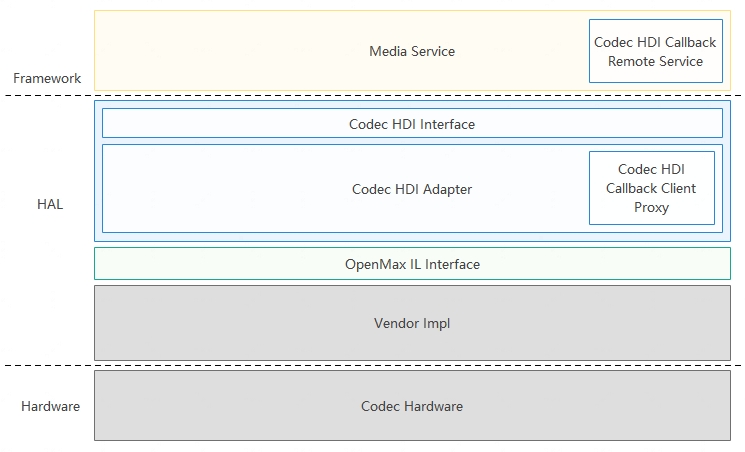 Media Service
Codec HDI Callback
Remote Service
Framework
Codec HDI Interface
Codec HDI Adapter
Codec HDI
Callback Client
Proxy
HAL
OpenMax IL Interface
Vendor Impl
Hardware
Codec Hardware